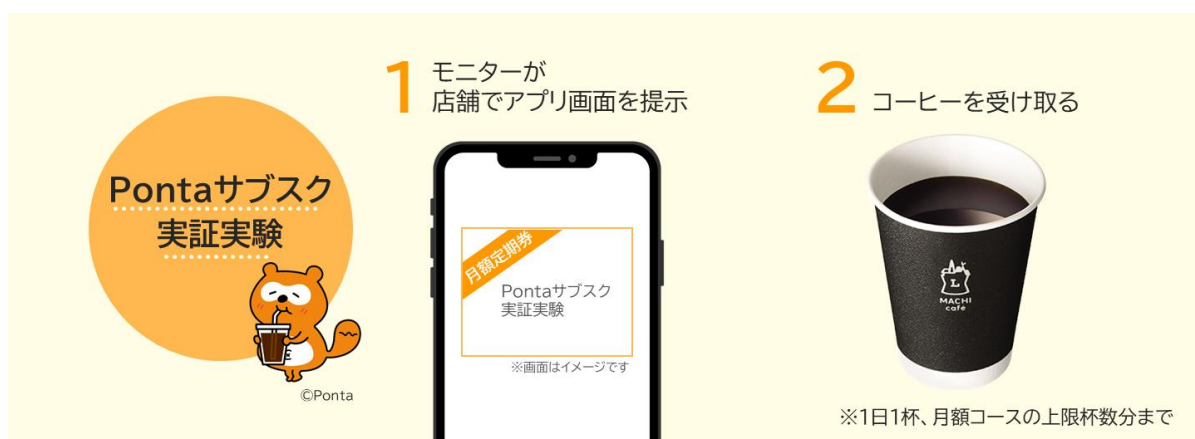 Pontaサブスク
実証実験
©Ponta
1
モニターが
店舗でアプリ画面を提示
月額定期券
Pontaサブスク
実証実験
※画面はイメージです
2
コーヒーを受け取る
L
MACHI
café
※1日1杯、月額コースの上限杯数分まで